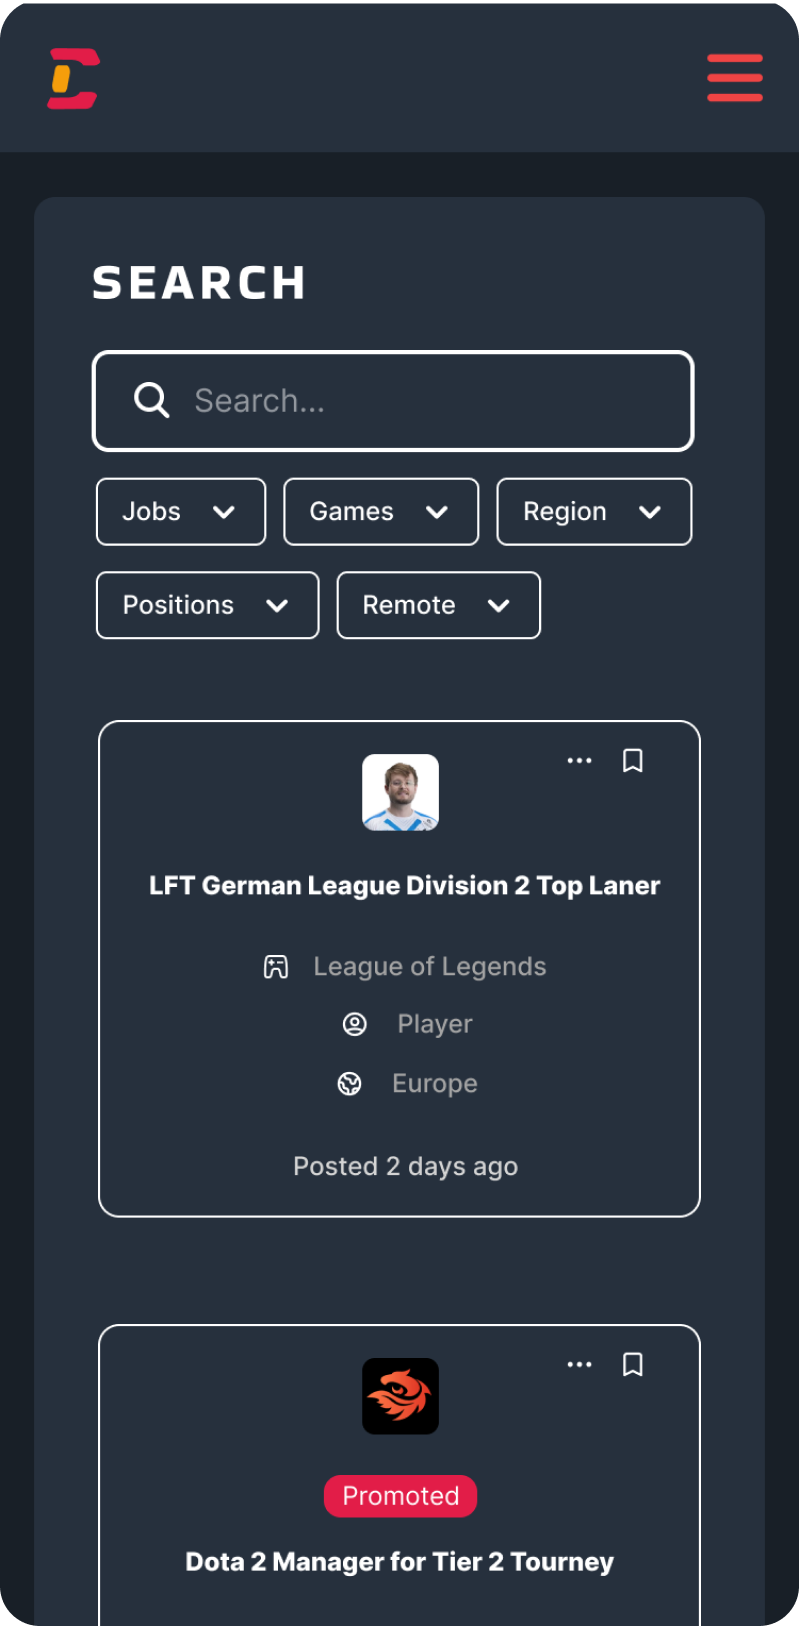 SEARCH
Search...
Jobs Games Region
Positions Remote
LFT German League Division 2 Top Laner
League of Legends
Player
Europe
Posted 2 days ago
Promoted
Dota 2 Manager for Tier 2 Tourney